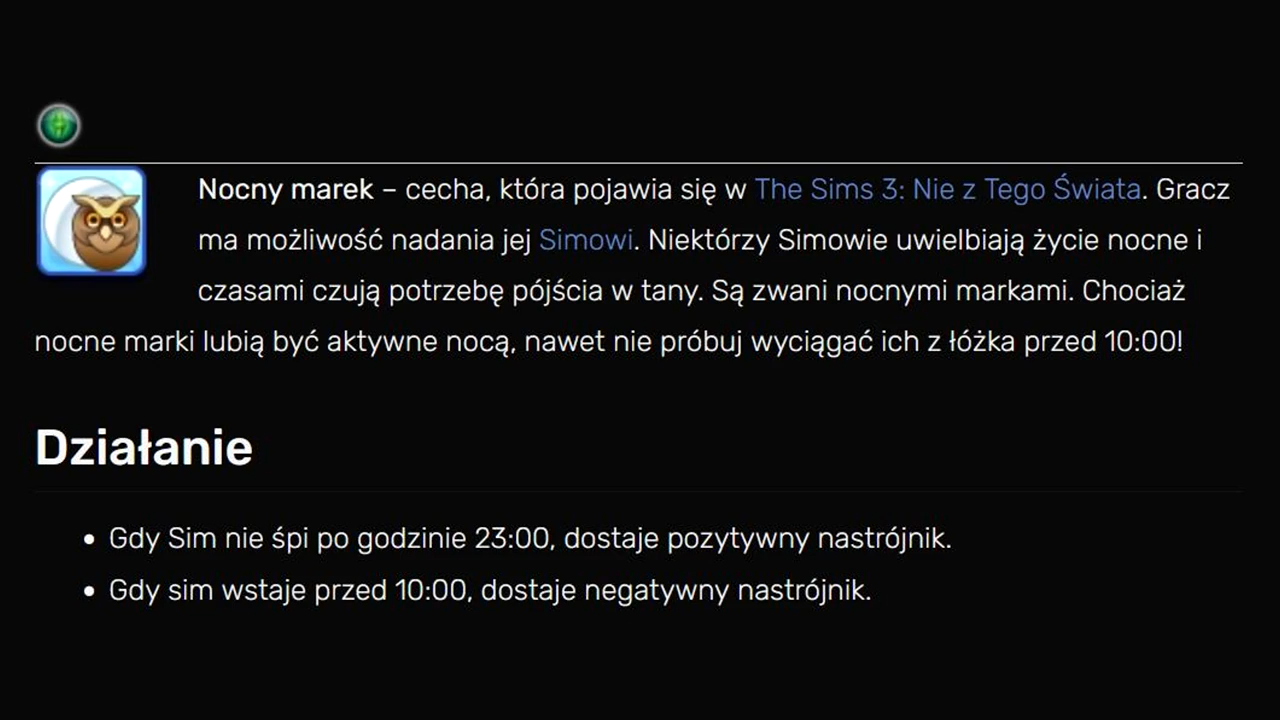 Nocny marek – cecha, która pojawia się w The Sims 3: Nie z Tego Świata. Gracz
ma możliwość nadania jej Simowi. Niektórzy Simowie uwielbiają życie nocne i
czasami czują potrzebę pójścia w tany. Są zwani nocnymi markami. Chociaż
nocne marki lubią być aktywne nocą, nawet nie próbuj wyciągać ich z łóżka przed 10:00!
Działanie
• Gdy Sim nie śpi po godzinie 23:00, dostaje pozytywny nastrójnik.
• Gdy sim wstaje przed 10:00, dostaje negatywny nastrójnik.